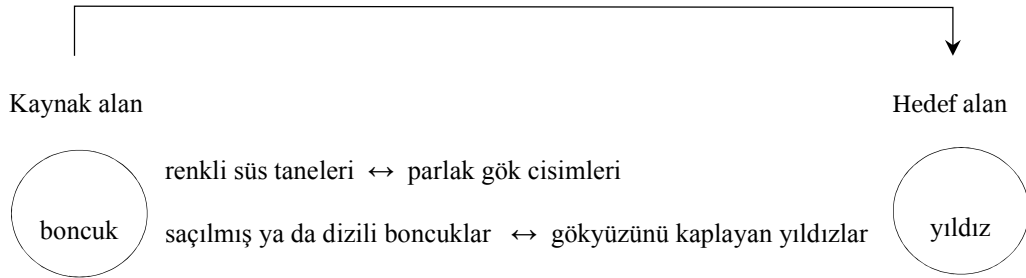 Kaynak alan
Hedef alan
renkli süs taneleri ↔ parlak gök cisimleri
boncuk
saçılmış ya da dizili boncuklar ↔ gökyüzünü kaplayan yıldızlar
yıldız